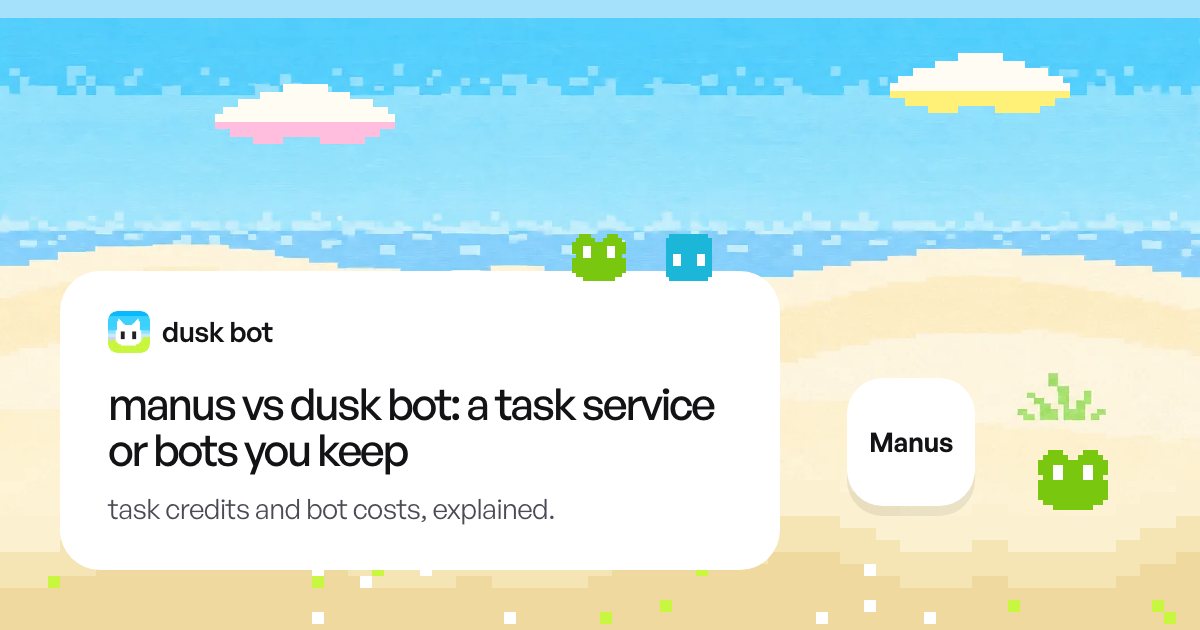 dusk bot
manus vs dusk bot: a task service
or bots you keep
task credits and bot costs, explained.
Manus